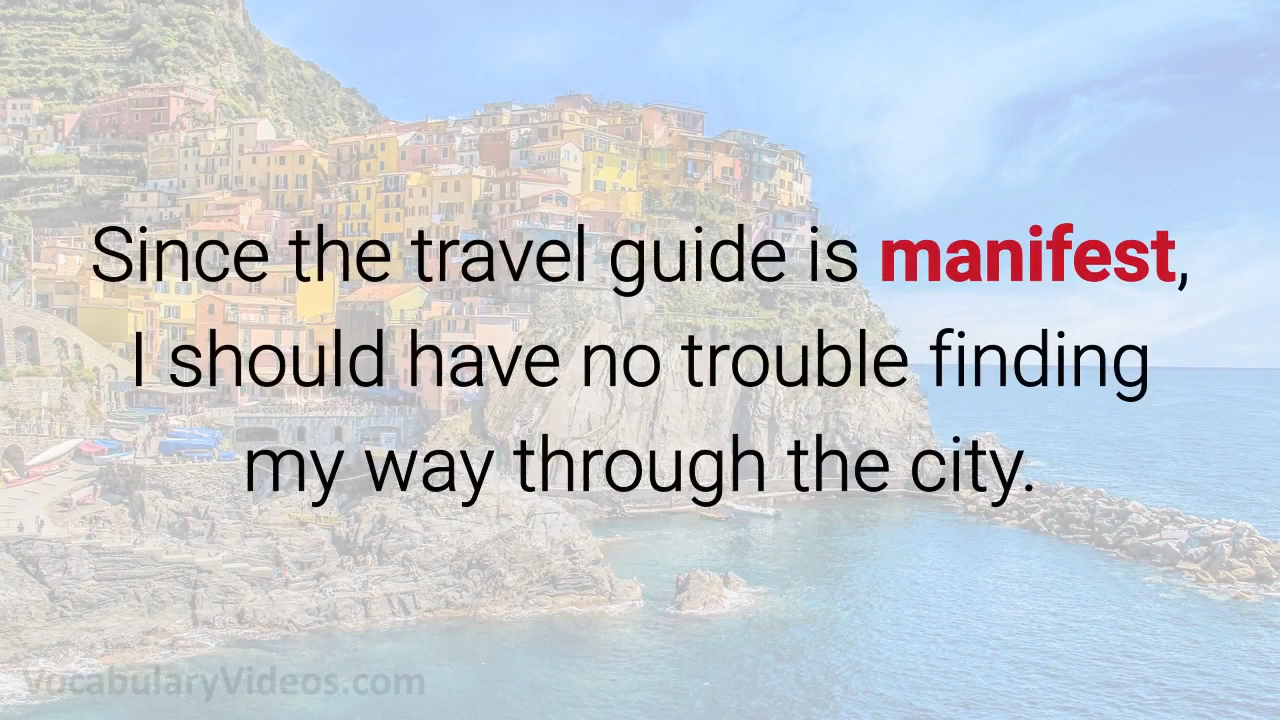 Since the travel guide is manifest,
I should have no trouble finding
my way through the city.
VocabularyVideos.com